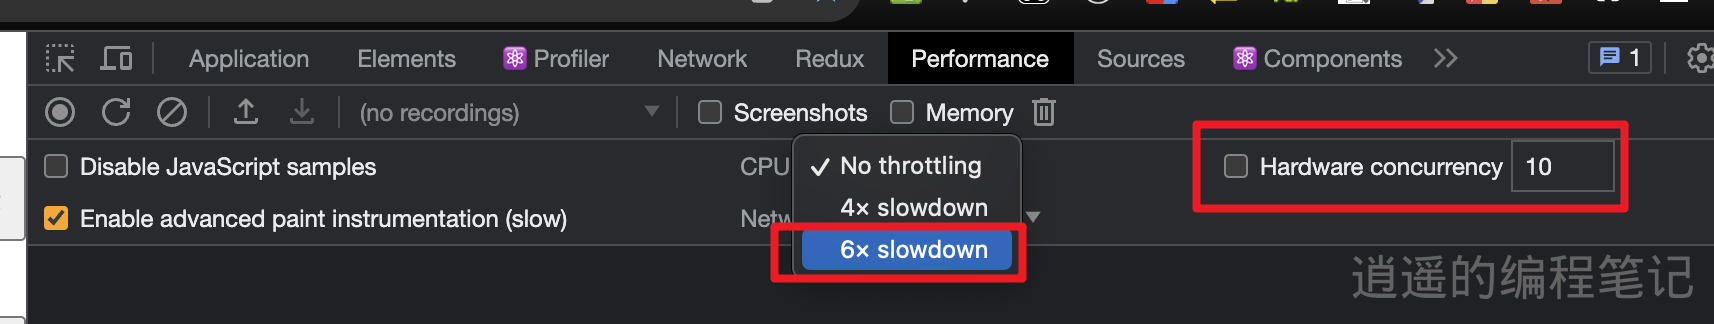 Application Elements Profiler Network Redux Performance Sources Components 1
(no recordings) Screenshots Memory
Disable JavaScript samples CPU No throttling Hardware concurrency 10
4× slowdown
Enable advanced paint instrumentation (slow) Netw
6× slowdown
逍遥的编程笔记